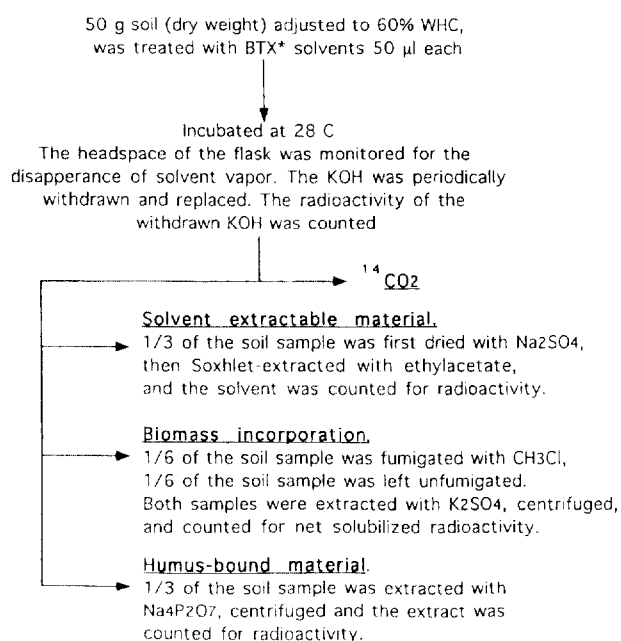 50 g soil (dry weight) adjusted to 60% WHC,
was treated with BTX* solvents 50 µl each
Incubated at 28 C
The headspace of the flask was monitored for the
disapperance of solvent vapor. The KOH was periodically
withdrawn and replaced. The radioactivity of the
withdrawn KOH was counted
14CO2
Solvent extractable material.
1/3 of the soil sample was first dried with Na2SO4,
then Soxhlet-extracted with ethylacetate,
and the solvent was counted for radioactivity.
Biomass incorporation.
1/6 of the soil sample was fumigated with CH3Cl,
1/6 of the soil sample was left unfumigated.
Both samples were extracted with K2SO4, centrifuged,
and counted for net solubilized radioactivity.
Humus-bound material.
1/3 of the soil sample was extracted with
Na4P2O7, centrifuged and the extract was
counted for radioactivity.